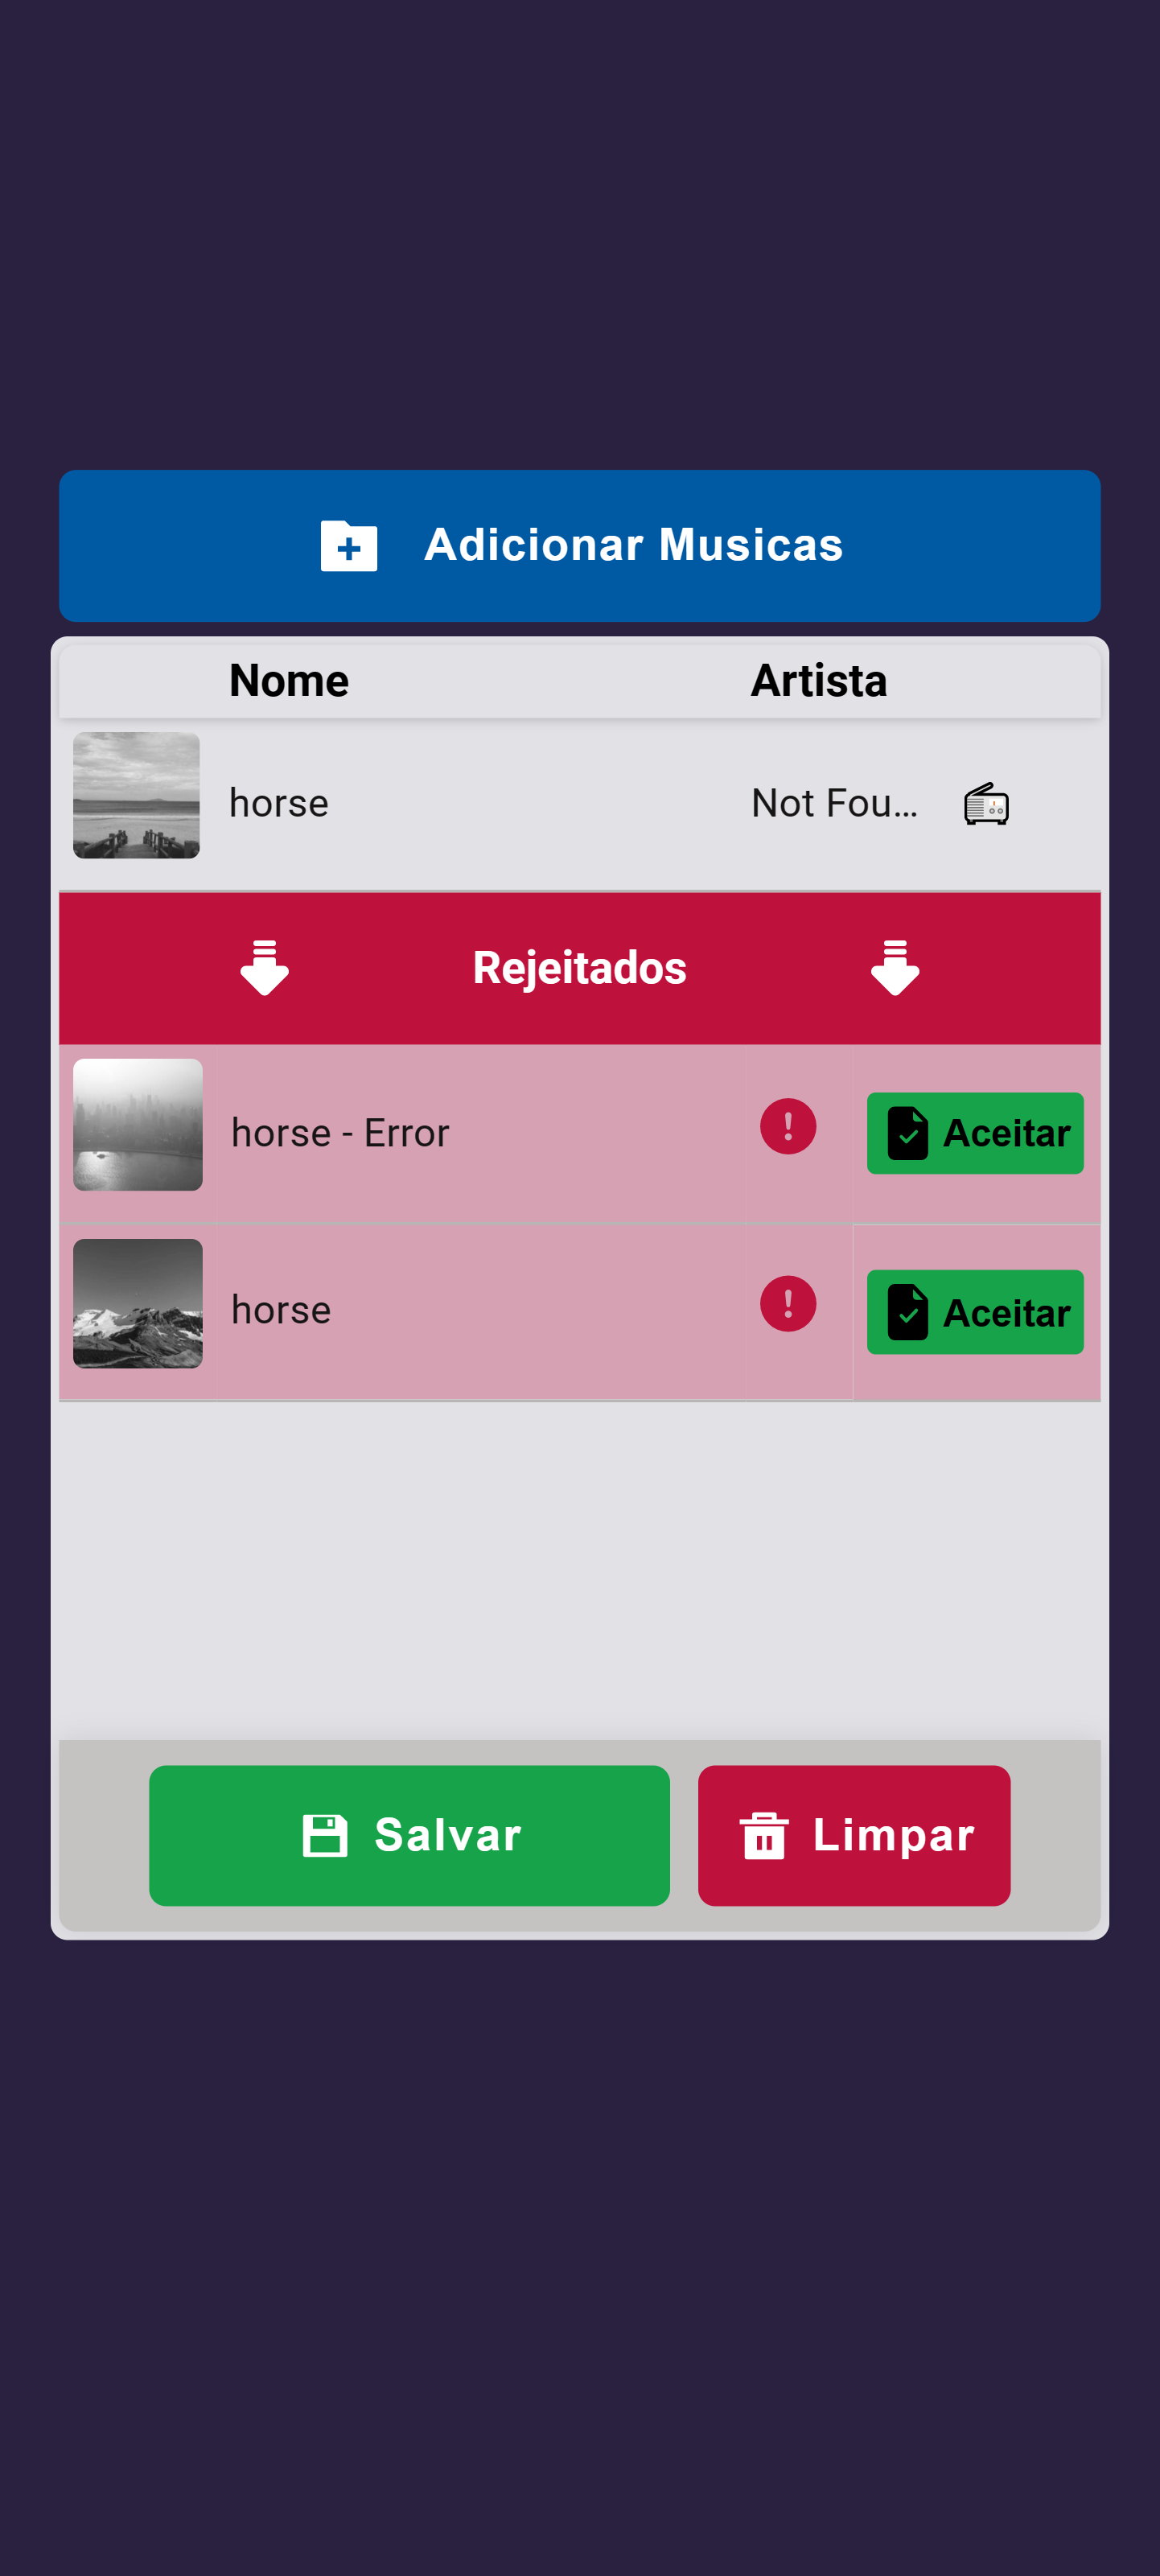 Adicionar Musicas
Nome Artista
horse Not Fou...
Rejeitados
horse - Error Aceitar
horse Aceitar
Salvar Limpar